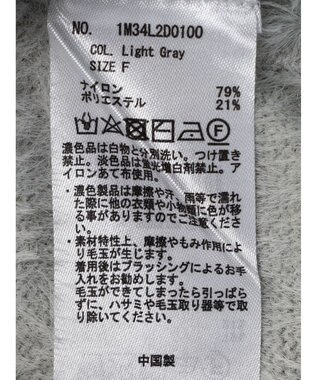 NO. 1M34L2D0100
COL. Light Gray
SIZE F
ナイロン 79%
ポリエステル 21%
濃色品は白物と分別洗い。つけ置き
禁止。淡色品は蛍光増白剤禁止。ア
イロンあて布使用。
・濃色製品は摩擦や汗、雨等で濡れ
た際に他の衣類や小物類に色が移
る事がありますのでご注意下さい。
・素材特性上、摩擦やもみ作用によ
り毛玉が生じます。
着用後はブラッシングによるお手
入れをお勧めします。
毛玉ができてしまったら引っぱら
ずに、ハサミや毛玉取り器等で取
り除いてください。
中国製